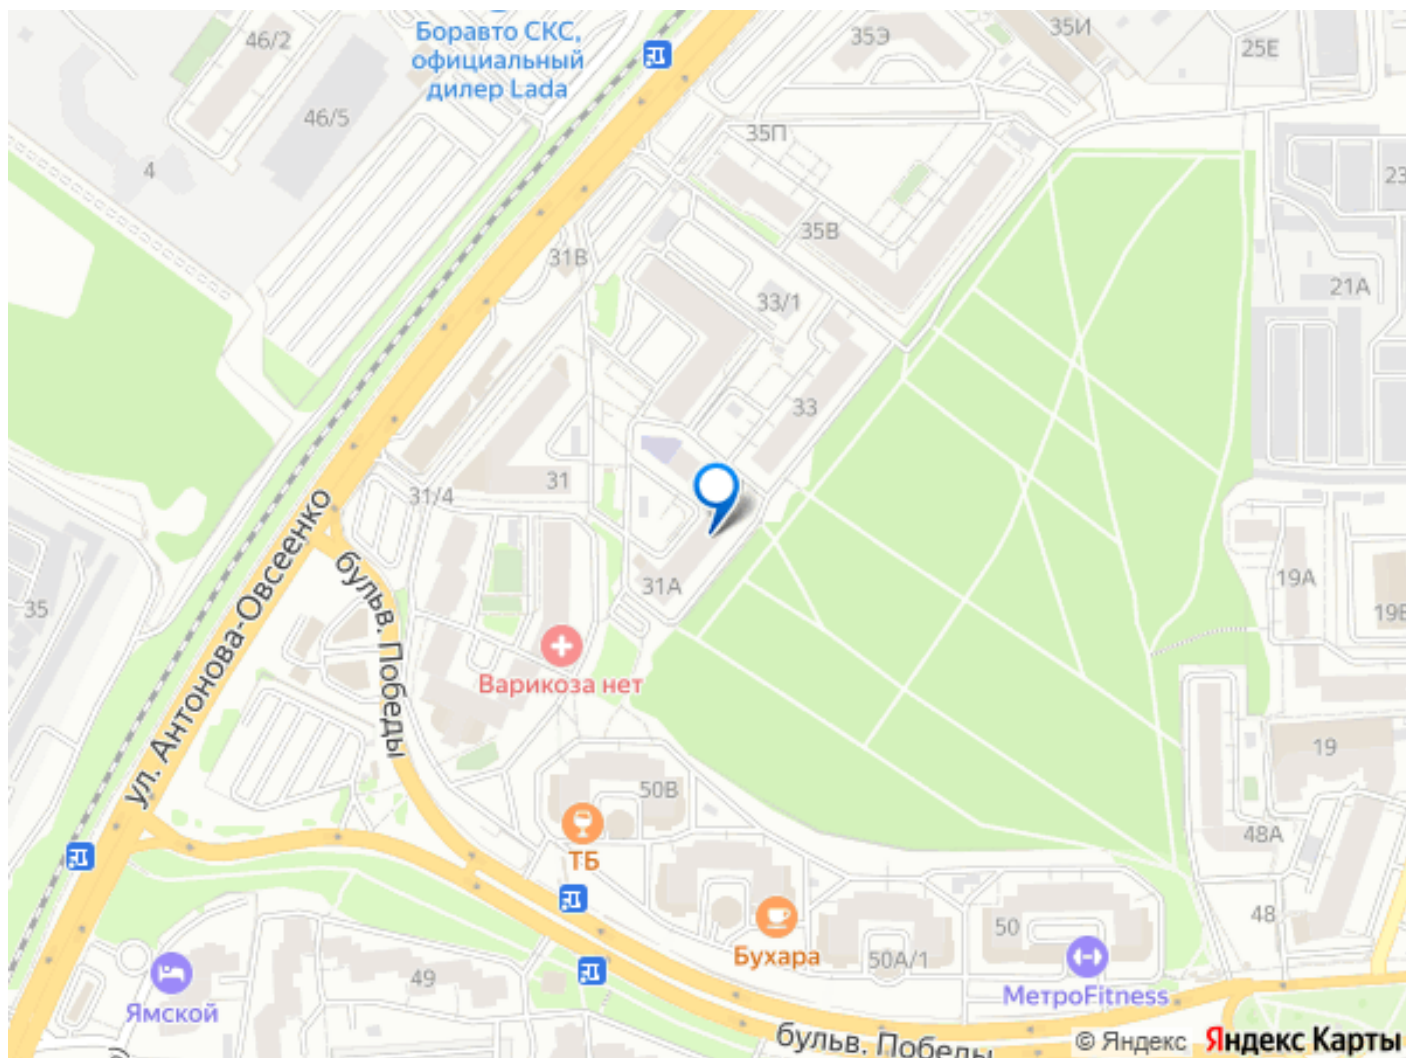 Боравто СКС,
официальный
дилер Lada
46/2
35Э
35И
25Е
46/5
4
35П
23
35В
31В
21А
33/1
33
31/4
31
ул. Антонова-Овсеенко
бульв. Победы
35
31А
19А
Варикоза нет
19
50В
48А
ТБ
48
50
Бухара
50А/1
49
Ямской
МетроFitness
бульв. Победы
© Яндекс Яндекс Карты